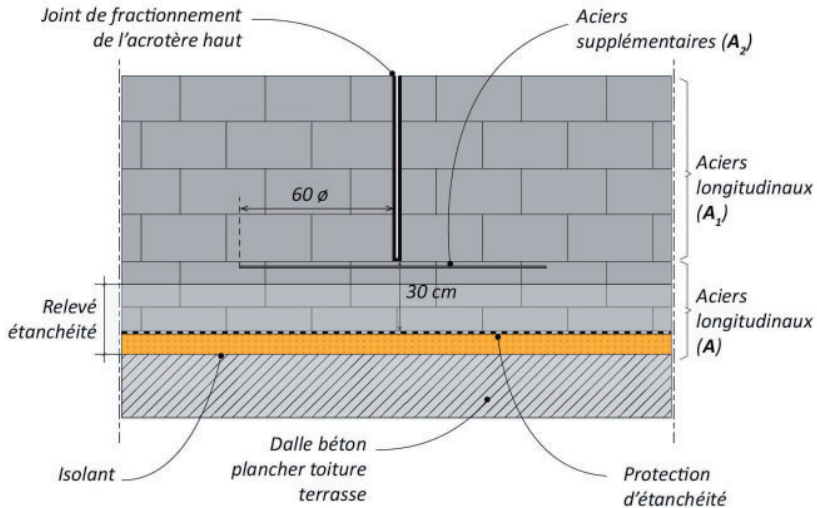 Joint de fractionnement
de l'acrotère haut
Aciers
supplémentaires (A2)
60 ø
Aciers
longitudinaux
(A1)
30 cm
Relevé
étanchéité
Aciers
longitudinaux
(A)
Isolant
Dalle béton
plancher toiture
terrasse
Protection
d'étanchéité